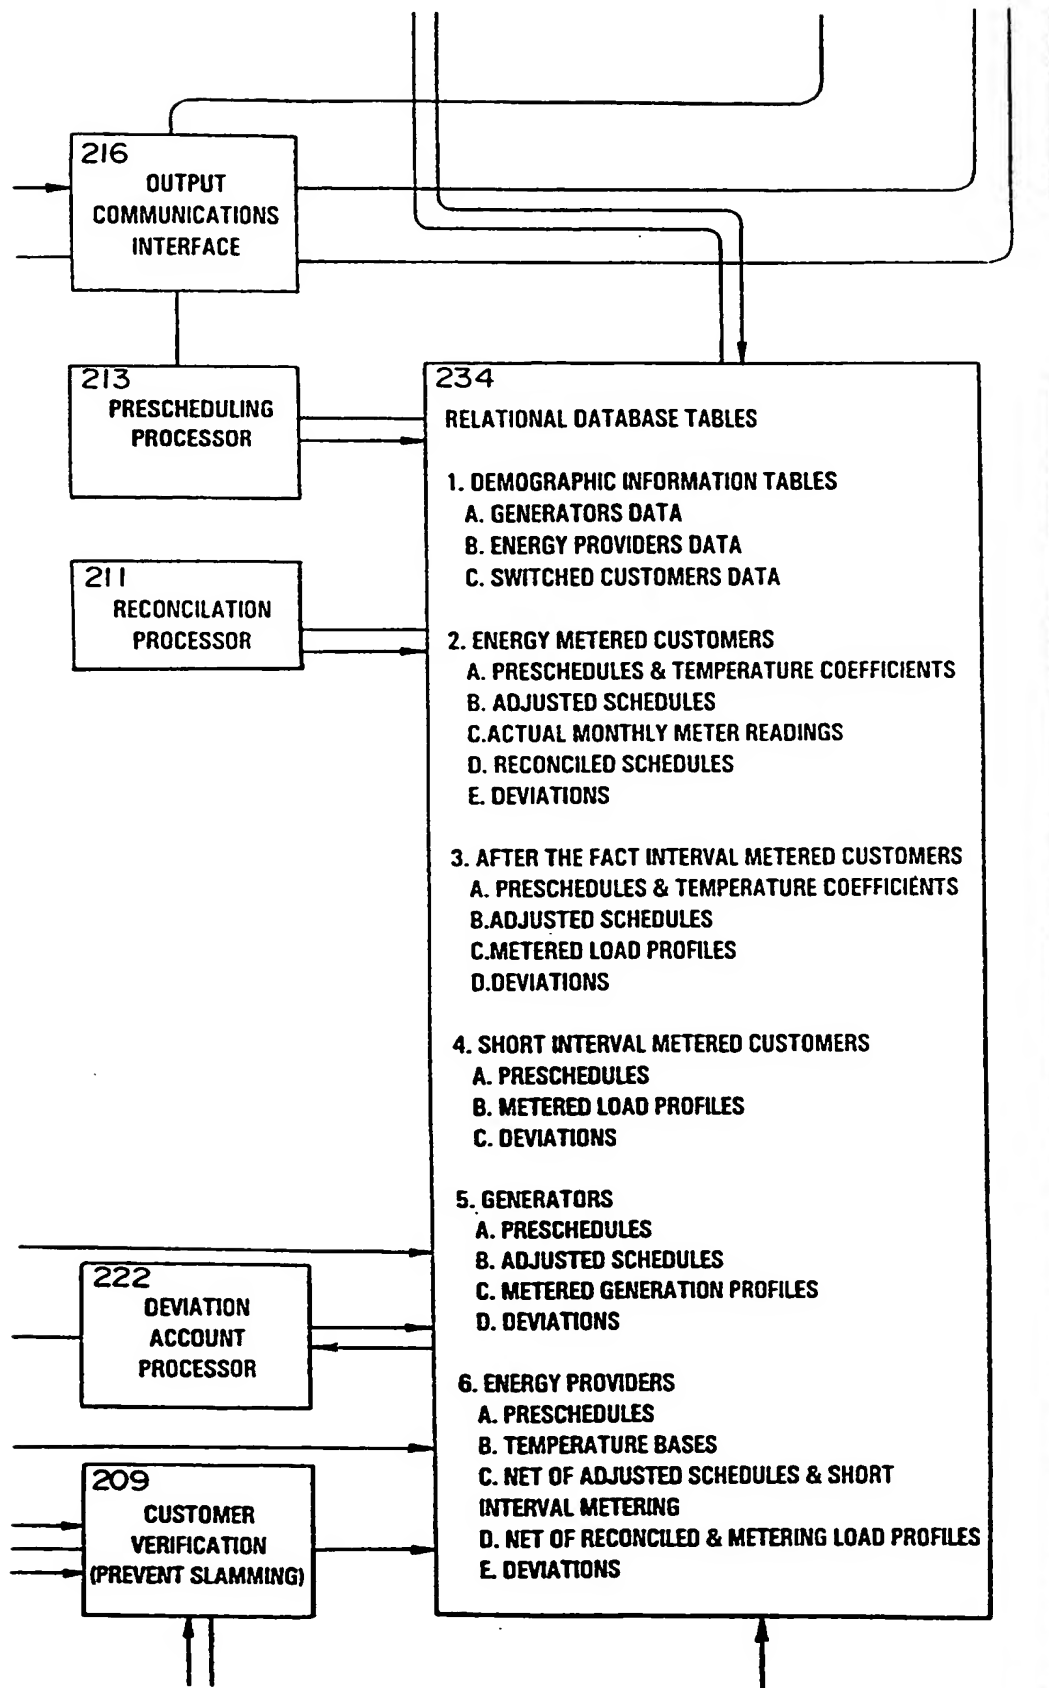 216
OUTPUT
COMMUNICATIONS
INTERFACE
213
PRESCHEDULING
PROCESSOR
211
RECONCILATION
PROCESSOR
234
RELATIONAL DATABASE TABLES
1. DEMOGRAPHIC INFORMATION TABLES
A. GENERATORS DATA
B. ENERGY PROVIDERS DATA
C. SWITCHED CUSTOMERS DATA
2. ENERGY METERED CUSTOMERS
A. PRESCHEDULES & TEMPERATURE COEFFICIENTS
B. ADJUSTED SCHEDULES
C.ACTUAL MONTHLY METER READINGS
D. RECONCILED SCHEDULES
E. DEVIATIONS
3. AFTER THE FACT INTERVAL METERED CUSTOMERS
A. PRESCHEDULES & TEMPERATURE COEFFICIENTS
B.ADJUSTED SCHEDULES
C.METERED LOAD PROFILES
D.DEVIATIONS
4. SHORT INTERVAL METERED CUSTOMERS
A. PRESCHEDULES
B. METERED LOAD PROFILES
C. DEVIATIONS
5. GENERATORS
A. PRESCHEDULES
B. ADJUSTED SCHEDULES
C. METERED GENERATION PROFILES
D. DEVIATIONS
6. ENERGY PROVIDERS
A. PRESCHEDULES
B. TEMPERATURE BASES
C. NET OF ADJUSTED SCHEDULES & SHORT
INTERVAL METERING
D. NET OF RECONCILED & METERING LOAD PROFILES
E. DEVIATIONS
222
DEVIATION
ACCOUNT
PROCESSOR
209
CUSTOMER
VERIFICATION
(PREVENT SLAMMING)